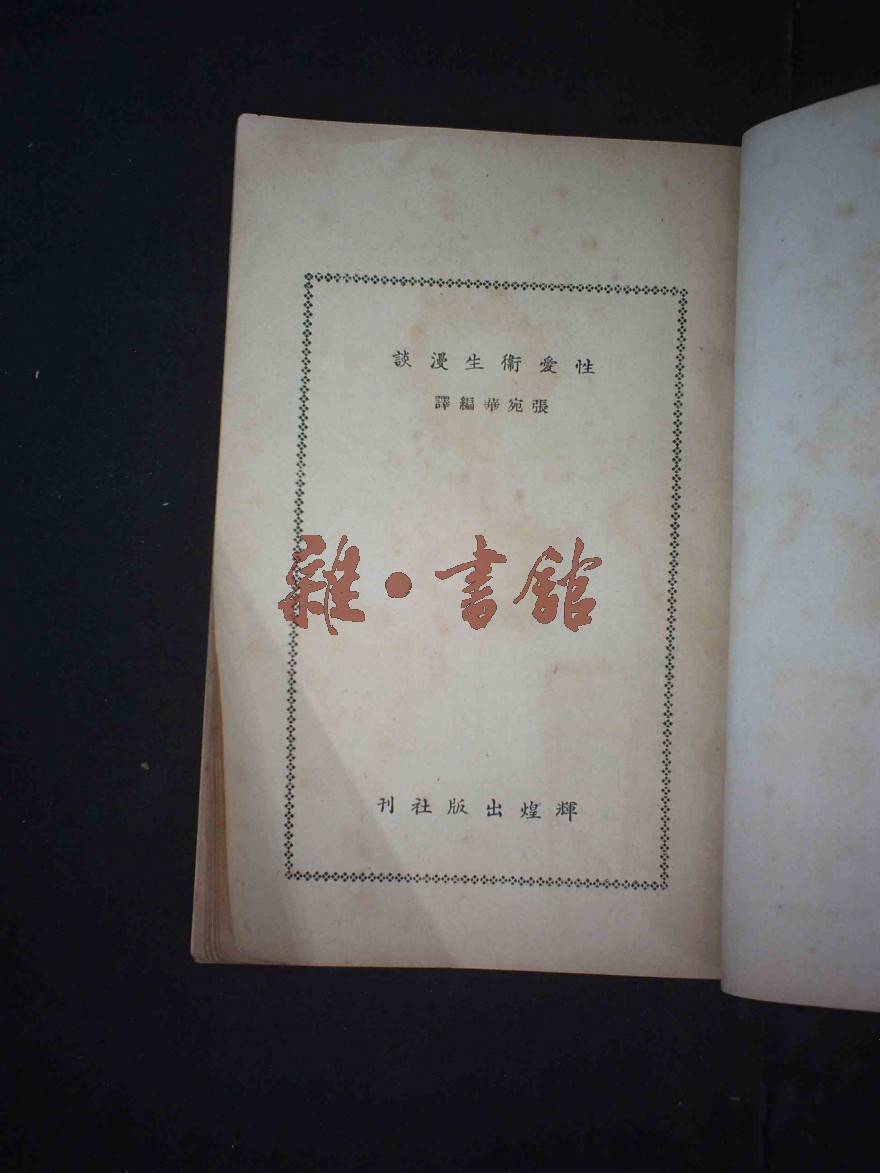 性愛衞生漫談
張宛華編譯
雜·書館
輝煌出版社刊